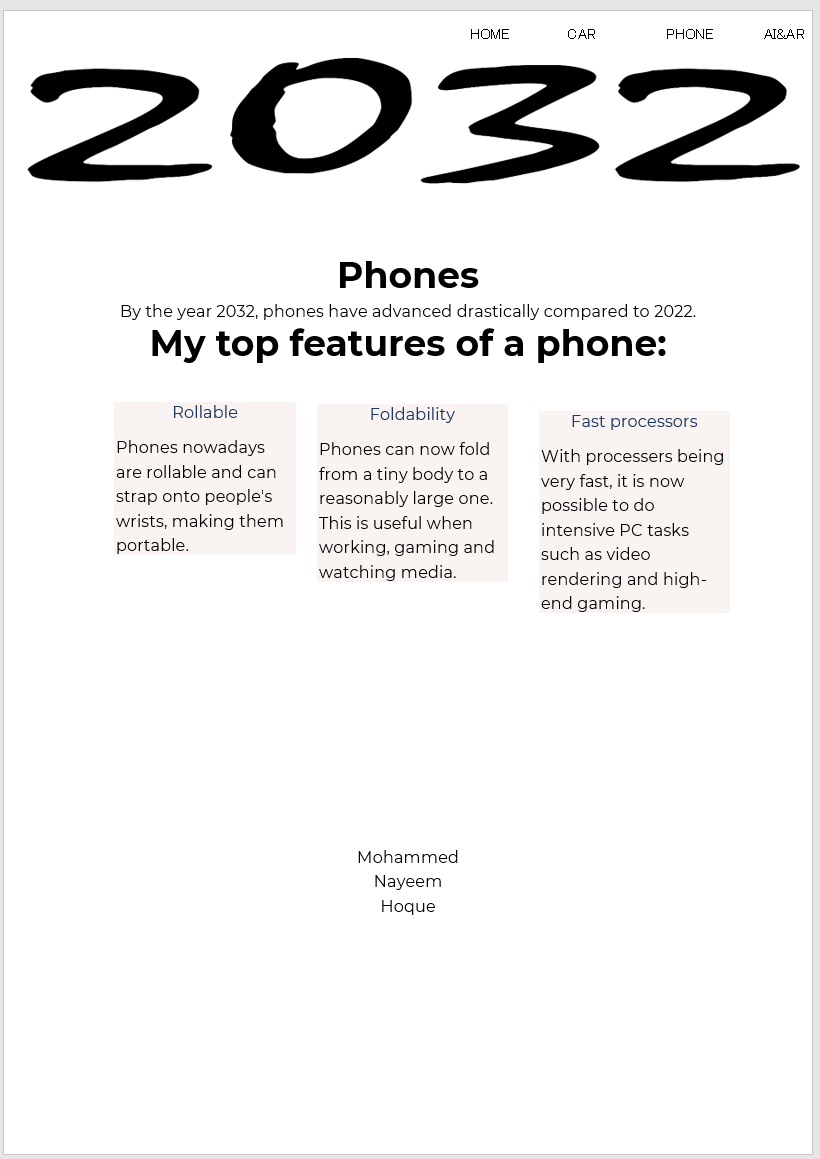 HOME CAR PHONE AI&AR
2032
Phones
By the year 2032, phones have advanced drastically compared to 2022.
My top features of a phone:
Rollable
Phones nowadays
are rollable and can
strap onto people's
wrists, making them
portable.
Foldability
Phones can now fold
from a tiny body to a
reasonably large one.
This is useful when
working, gaming and
watching media.
Fast processors
With processers being
very fast, it is now
possible to do
intensive PC tasks
such as video
rendering and high-
end gaming.
Mohammed
Nayeem
Hoque